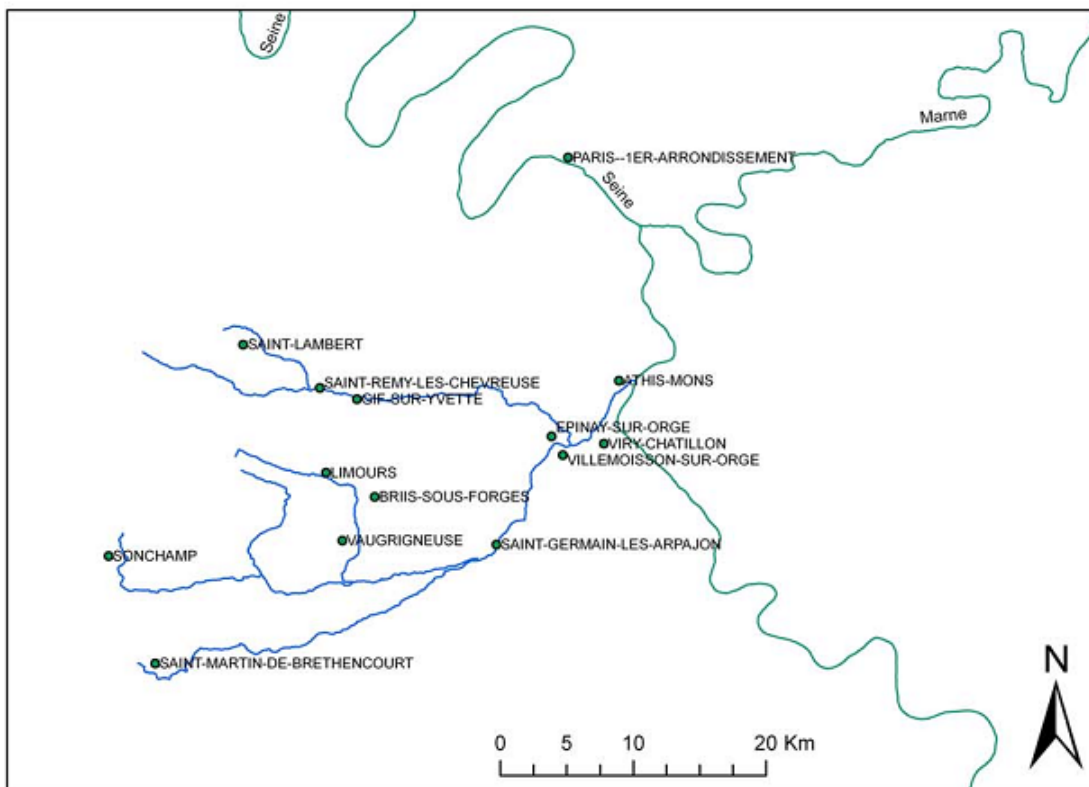 Seine
Marne
PARIS--1ER-ARRONDISSEMENT
Seine
SAINT-LAMBERT
SAINT-REMY-LES-CHEVREUSE
ATHIS-MONS
GIF-SUR-YVETTE
EPINAY-SUR-ORGE
VIRY-CHATILLON
VILLEMOISSON-SUR-ORGE
LIMOURS
BRIIS-SOUS-FORGES
VAUGRIGNEUSE
SAINT-GERMAIN-LES-ARPAJON
SONCHAMP
SAINT-MARTIN-DE-BRETHENCOURT
N
0 5 10 20 Km